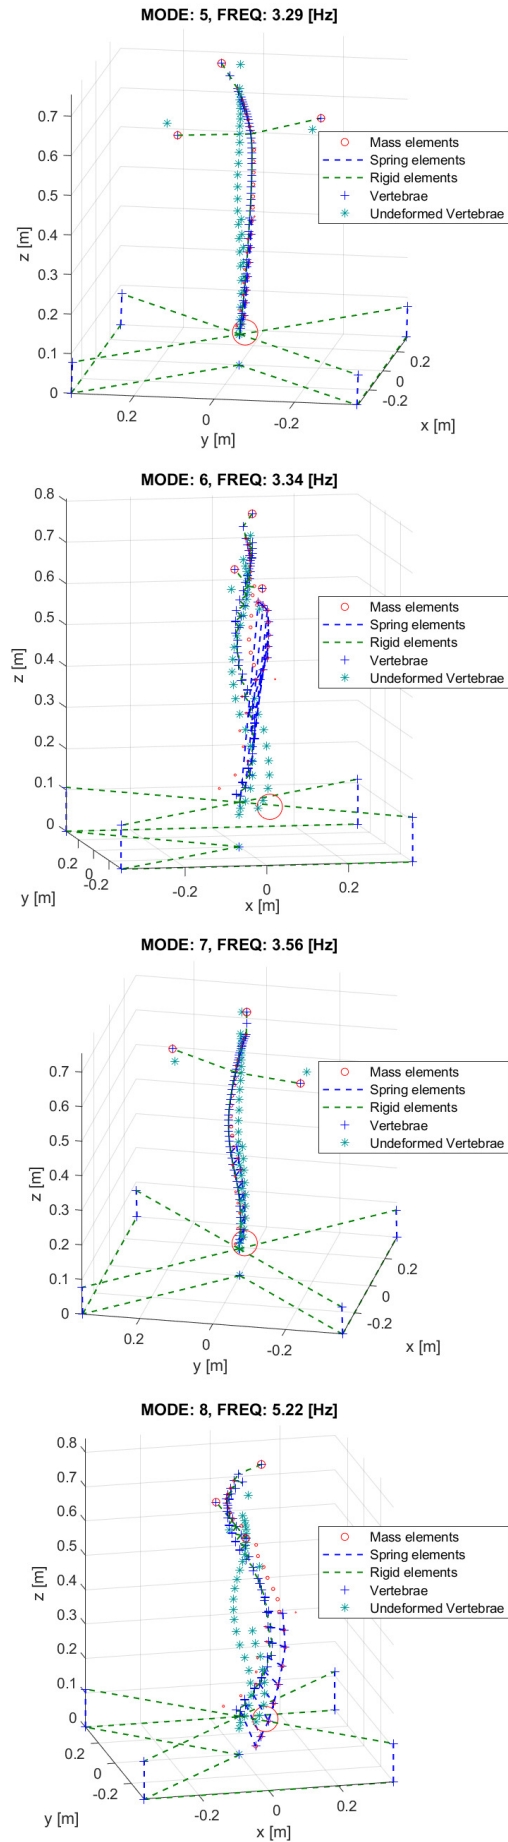 MODE: 5, FREQ: 3.29 [Hz]
0.7
0.6
0.5
0.4
0.3
0.2
0.1
0
z [m]
0.2
0
-0.2
y [m]
0.2
0
-0.2
x [m]
Mass elements
Spring elements
Rigid elements
Vertebrae
Undeformed Vertebrae
MODE: 6, FREQ: 3.34 [Hz]
0.8
0.7
0.6
0.5
0.4
0.3
0.2
0.1
0
z [m]
0.2
0
-0.2
y [m]
-0.2
0
0.2
x [m]
Mass elements
Spring elements
Rigid elements
Vertebrae
Undeformed Vertebrae
MODE: 7, FREQ: 3.56 [Hz]
0.7
0.6
0.5
0.4
0.3
0.2
0.1
0
z [m]
0.2
0
-0.2
y [m]
0.2
0
-0.2
x [m]
Mass elements
Spring elements
Rigid elements
Vertebrae
Undeformed Vertebrae
MODE: 8, FREQ: 5.22 [Hz]
0.8
0.7
0.6
0.5
0.4
0.3
0.2
0.1
0
z [m]
0.2
0
-0.2
y [m]
-0.2
0
0.2
x [m]
Mass elements
Spring elements
Rigid elements
Vertebrae
Undeformed Vertebrae